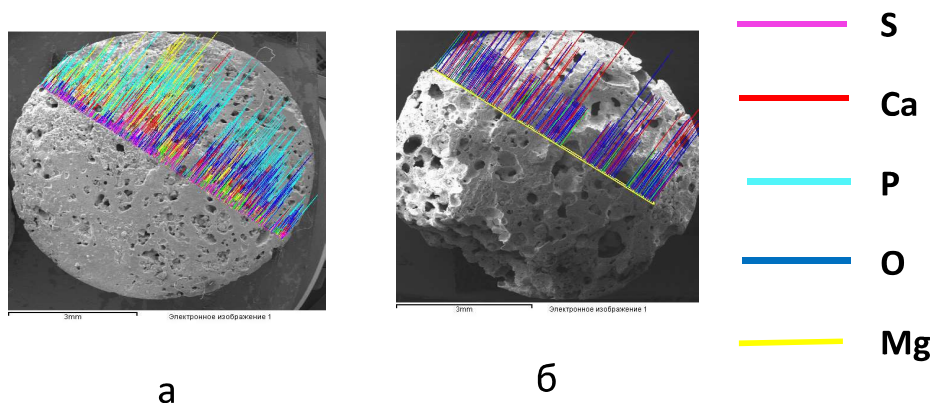 S
Ca
P
O
Mg
3mm
Электронное изображение 1
3mm
Электронное изображение 1
а
б